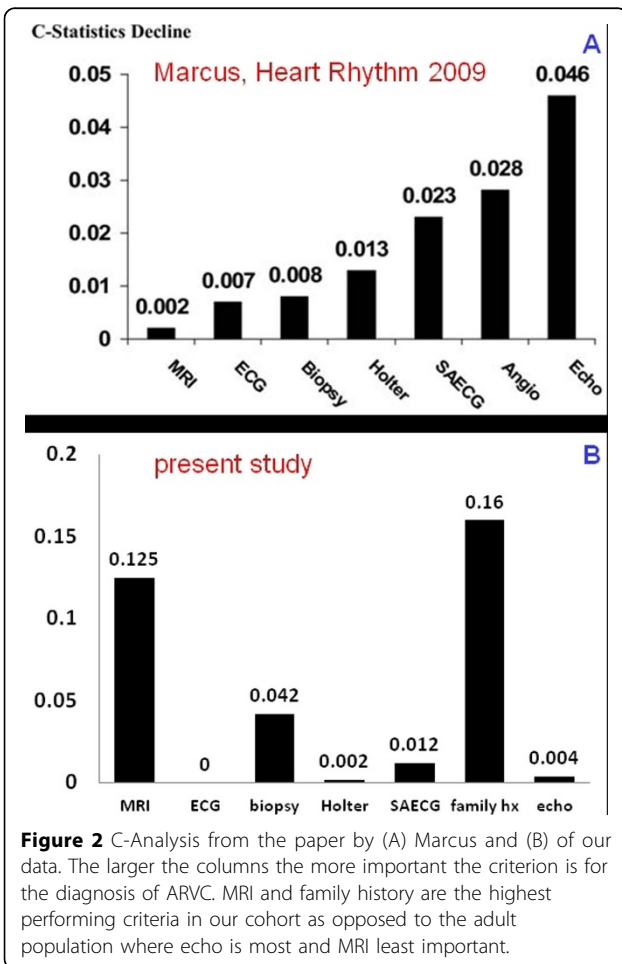 C-Statistics Decline
A
Marcus, Heart Rhythm 2009
0.05
0.04
0.03
0.02
0.01
0
0.002
0.007
0.008
0.013
0.023
0.028
0.046
MRI
ECG
Biopsy
Holter
SAECG
Angio
Echo
B
present study
0.2
0.15
0.1
0.05
0
0.125
0
0.042
0.002
0.012
0.16
0.004
MRI ECG biopsy Holter SAECG family hx echo
Figure 2 C-Analysis from the paper by (A) Marcus and (B) of our
data. The larger the columns the more important the criterion is for
the diagnosis of ARVC. MRI and family history are the highest
performing criteria in our cohort as opposed to the adult
population where echo is most and MRI least important.